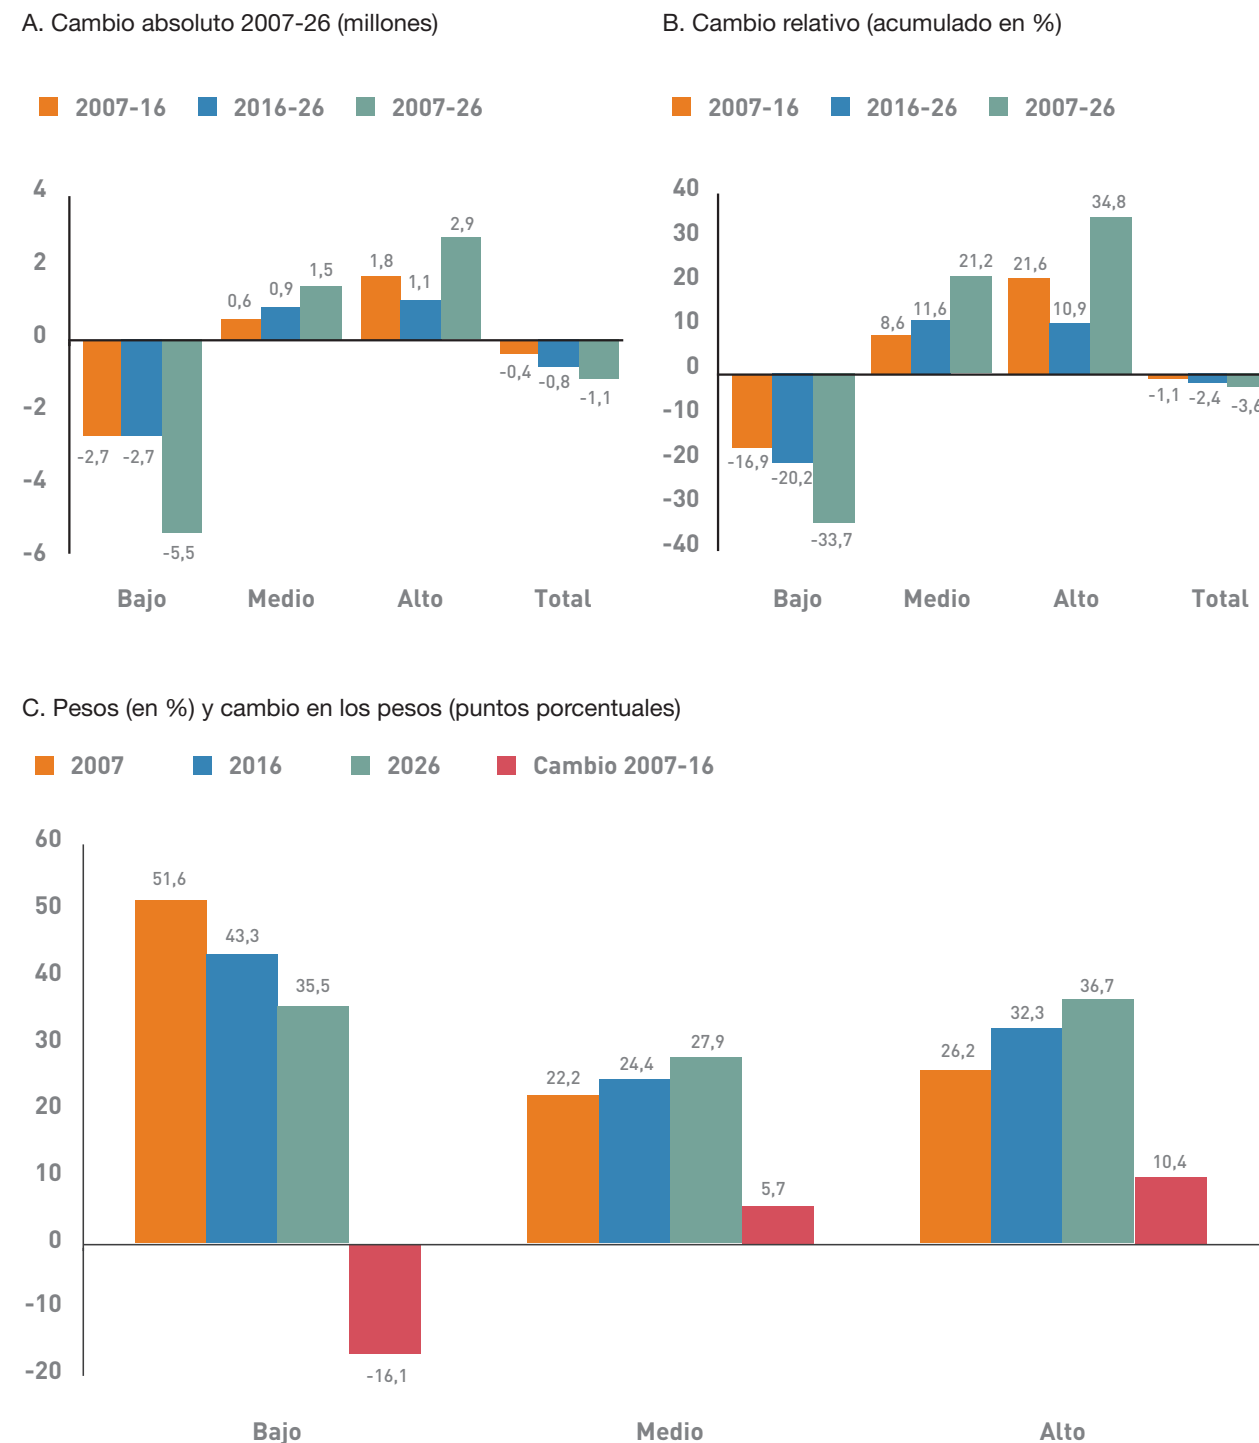 A. Cambio absoluto 2007-26 (millones)
2007-16 2016-26 2007-26
4
2
0
-2
-4
-6
-2,7 -2,7 -5,5
0,6 0,9 1,5
1,8 1,1 2,9
-0,4 -0,8 -1,1
Bajo Medio Alto Total
B. Cambio relativo (acumulado en %)
2007-16 2016-26 2007-26
40
30
20
10
0
-10
-20
-30
-40
-16,9 -20,2 -33,7
8,6 11,6 21,2
21,6 10,9 34,8
-1,1 -2,4 -3,6
Bajo Medio Alto Total
C. Pesos (en %) y cambio en los pesos (puntos porcentuales)
2007 2016 2026 Cambio 2007-16
60
50
40
30
20
10
0
-10
-20
51,6 43,3 35,5 -16,1
22,2 24,4 27,9 5,7
26,2 32,3 36,7 10,4
Bajo Medio Alto